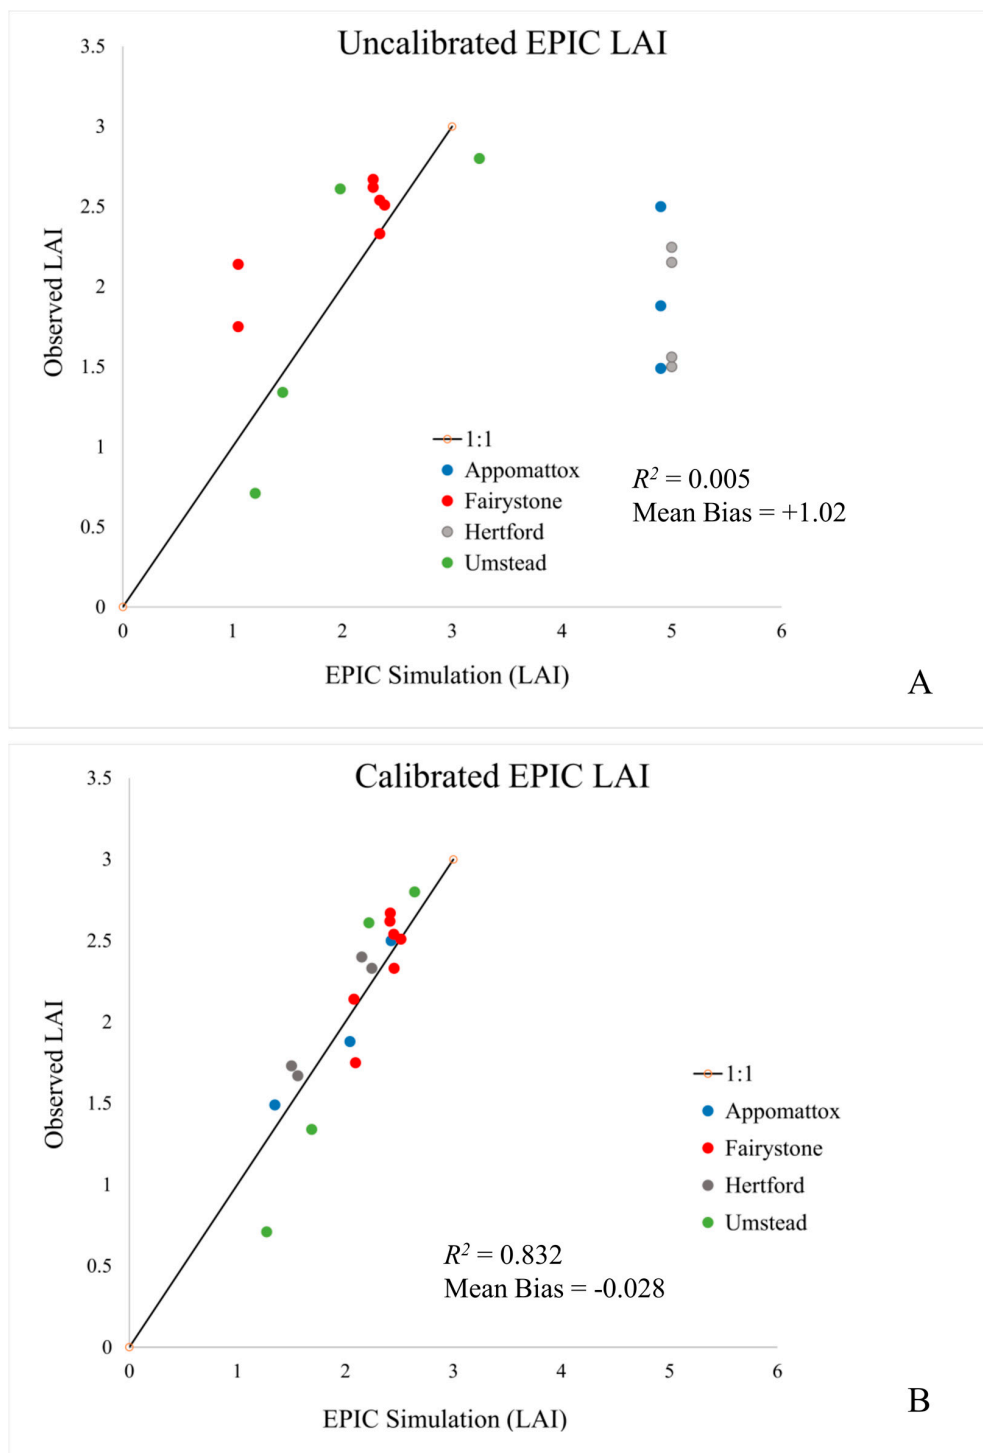 Uncalibrated EPIC LAI
3.5
3
2.5
2
1.5
1
0.5
0
Observed LAI
0 1 2 3 4 5 6
EPIC Simulation (LAI)
1:1
Appomattox
Fairystone
Hertford
Umstead
R² = 0.005
Mean Bias = +1.02
A
Calibrated EPIC LAI
3.5
3
2.5
2
1.5
1
0.5
0
Observed LAI
0 1 2 3 4 5 6
EPIC Simulation (LAI)
1:1
Appomattox
Fairystone
Hertford
Umstead
R² = 0.832
Mean Bias = -0.028
B